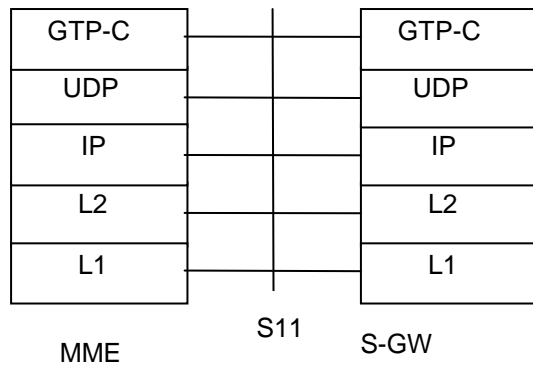 GTP-C GTP-C
UDP UDP
IP IP
L2 L2
L1 L1
S11
MME S-GW